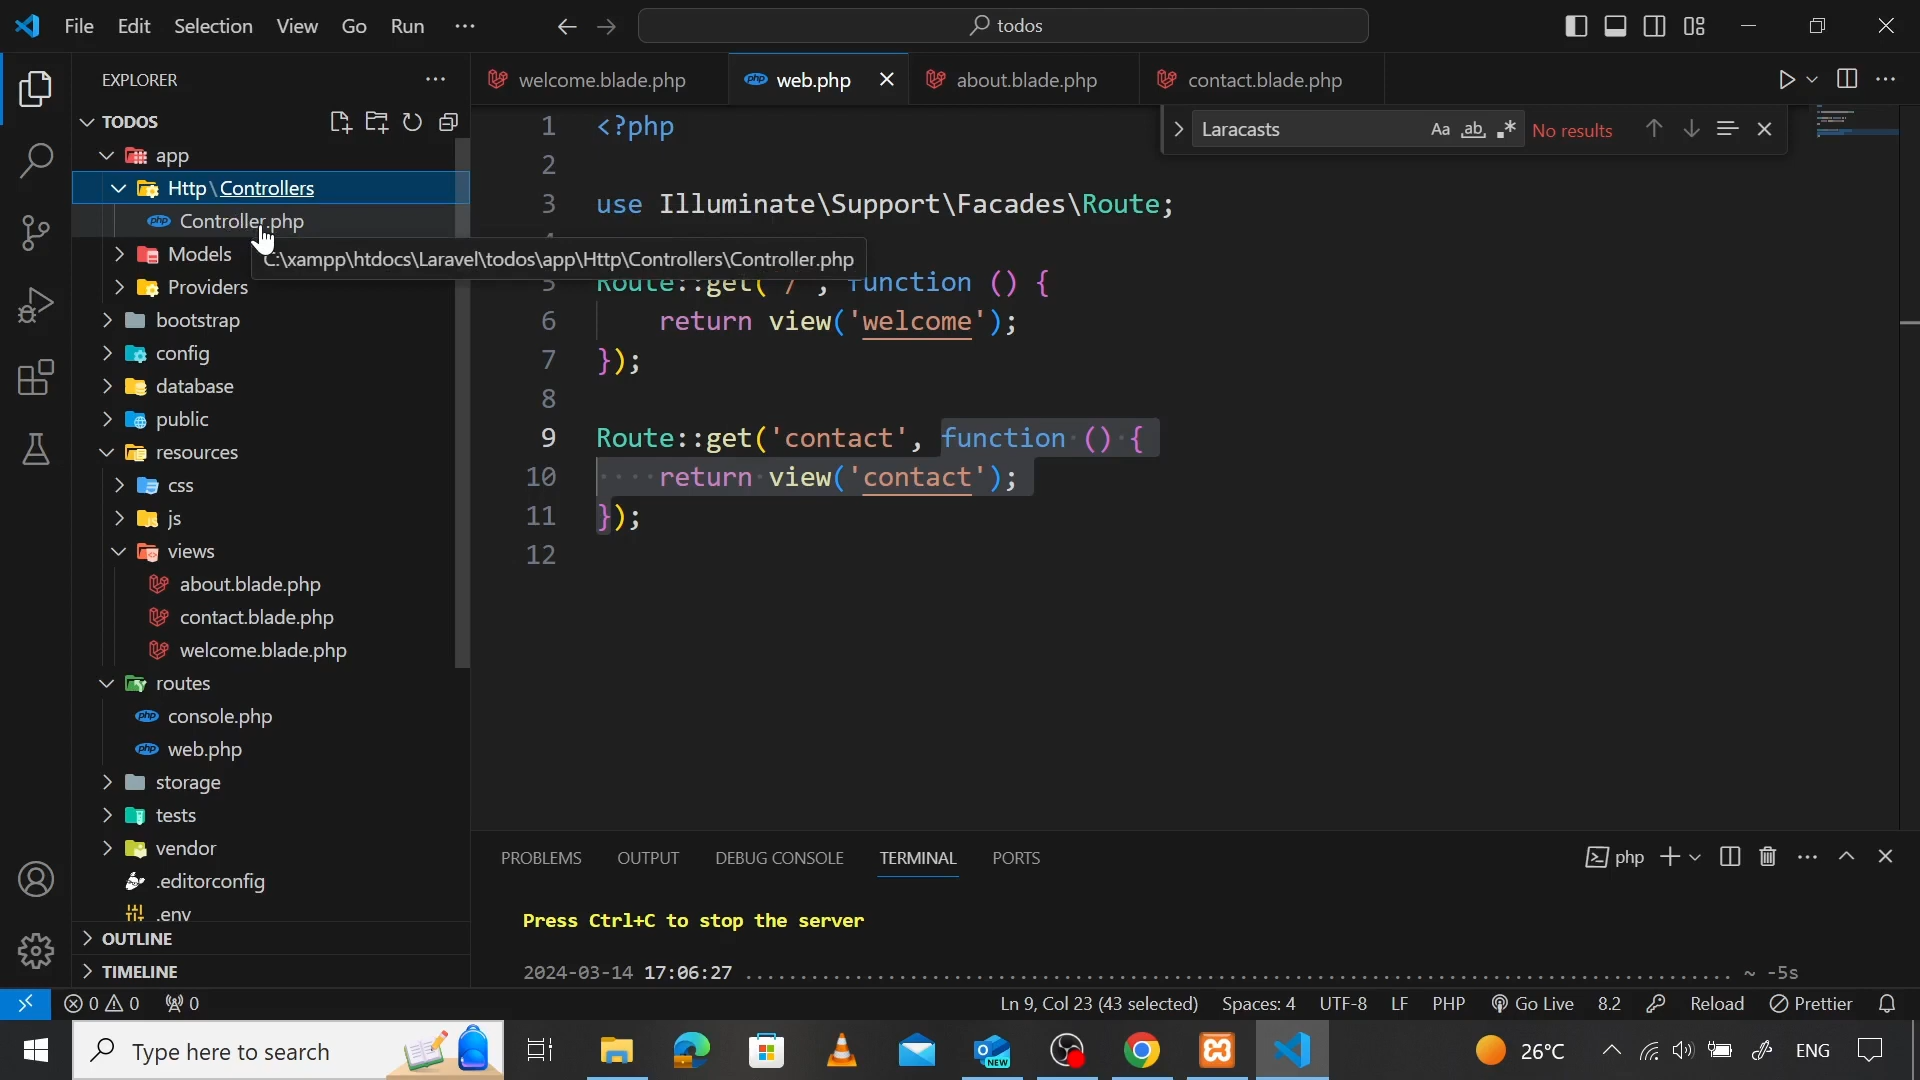 File Edit Selection View Go Run ···
todos
EXPLORER
TODOS
app
Http\Controllers
Controller.php
Models
Providers
bootstrap
config
database
public
resources
css
js
views
about.blade.php
contact.blade.php
welcome.blade.php
routes
console.php
web.php
storage
tests
vendor
.editorconfig
.env
OUTLINE
TIMELINE
C:\xampp\htdocs\Laravel\todos\app\Http\Controllers\Controller.php
welcome.blade.php web.php about.blade.php contact.blade.php
Laracasts Aa ab .* No results
1 <?php
2
3 use Illuminate\Support\Facades\Route;
5 Route::get('/', function () {
6 return view('welcome');
7 });
8
9 Route::get('contact', function () {
10 return view('contact');
11 });
12
PROBLEMS OUTPUT DEBUG CONSOLE TERMINAL PORTS
php
Press Ctrl+C to stop the server
2024-03-14 17:06:27 ........................................ ~ -5s
0 0 0 Ln 9, Col 23 (43 selected) Spaces: 4 UTF-8 LF PHP Go Live 8.2 Reload Prettier
Type here to search NEW 26°C ENG